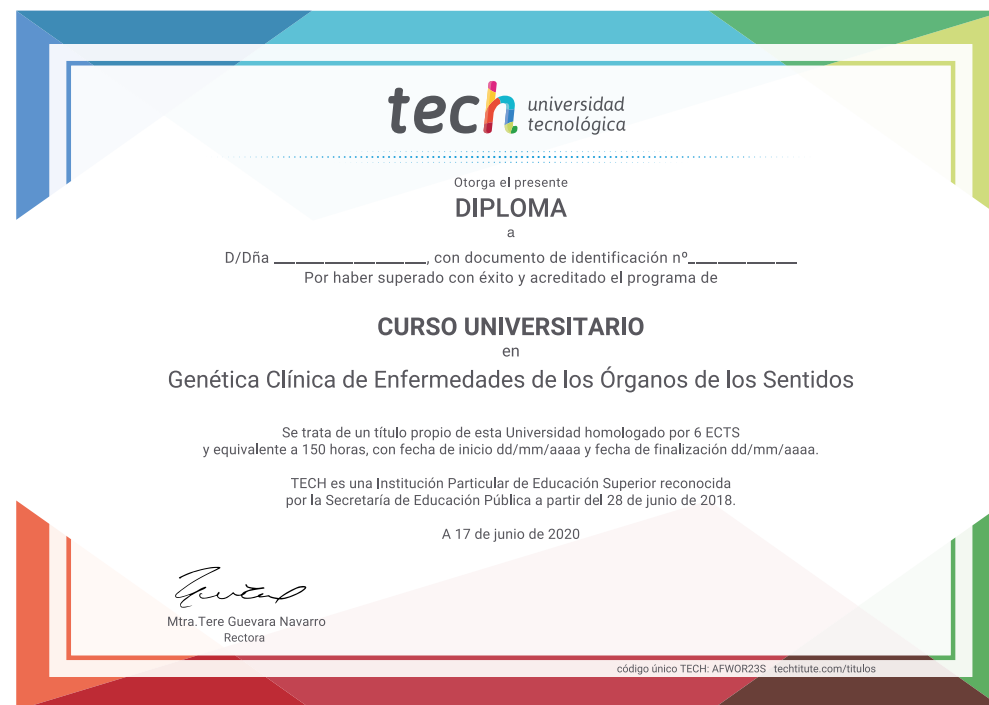 tech universidad
tecnológica
Otorga el presente
DIPLOMA
a
D/Dña ____________________, con documento de identificación nº______________
Por haber superado con éxito y acreditado el programa de
CURSO UNIVERSITARIO
en
Genética Clínica de Enfermedades de los Órganos de los Sentidos
Se trata de un título propio de esta Universidad homologado por 6 ECTS
y equivalente a 150 horas, con fecha de inicio dd/mm/aaaa y fecha de finalización dd/mm/aaaa.
TECH es una Institución Particular de Educación Superior reconocida
por la Secretaría de Educación Pública a partir del 28 de junio de 2018.
A 17 de junio de 2020
Mtra.Tere Guevara Navarro
Rectora
código único TECH: AFWOR23S techtitute.com/titulos